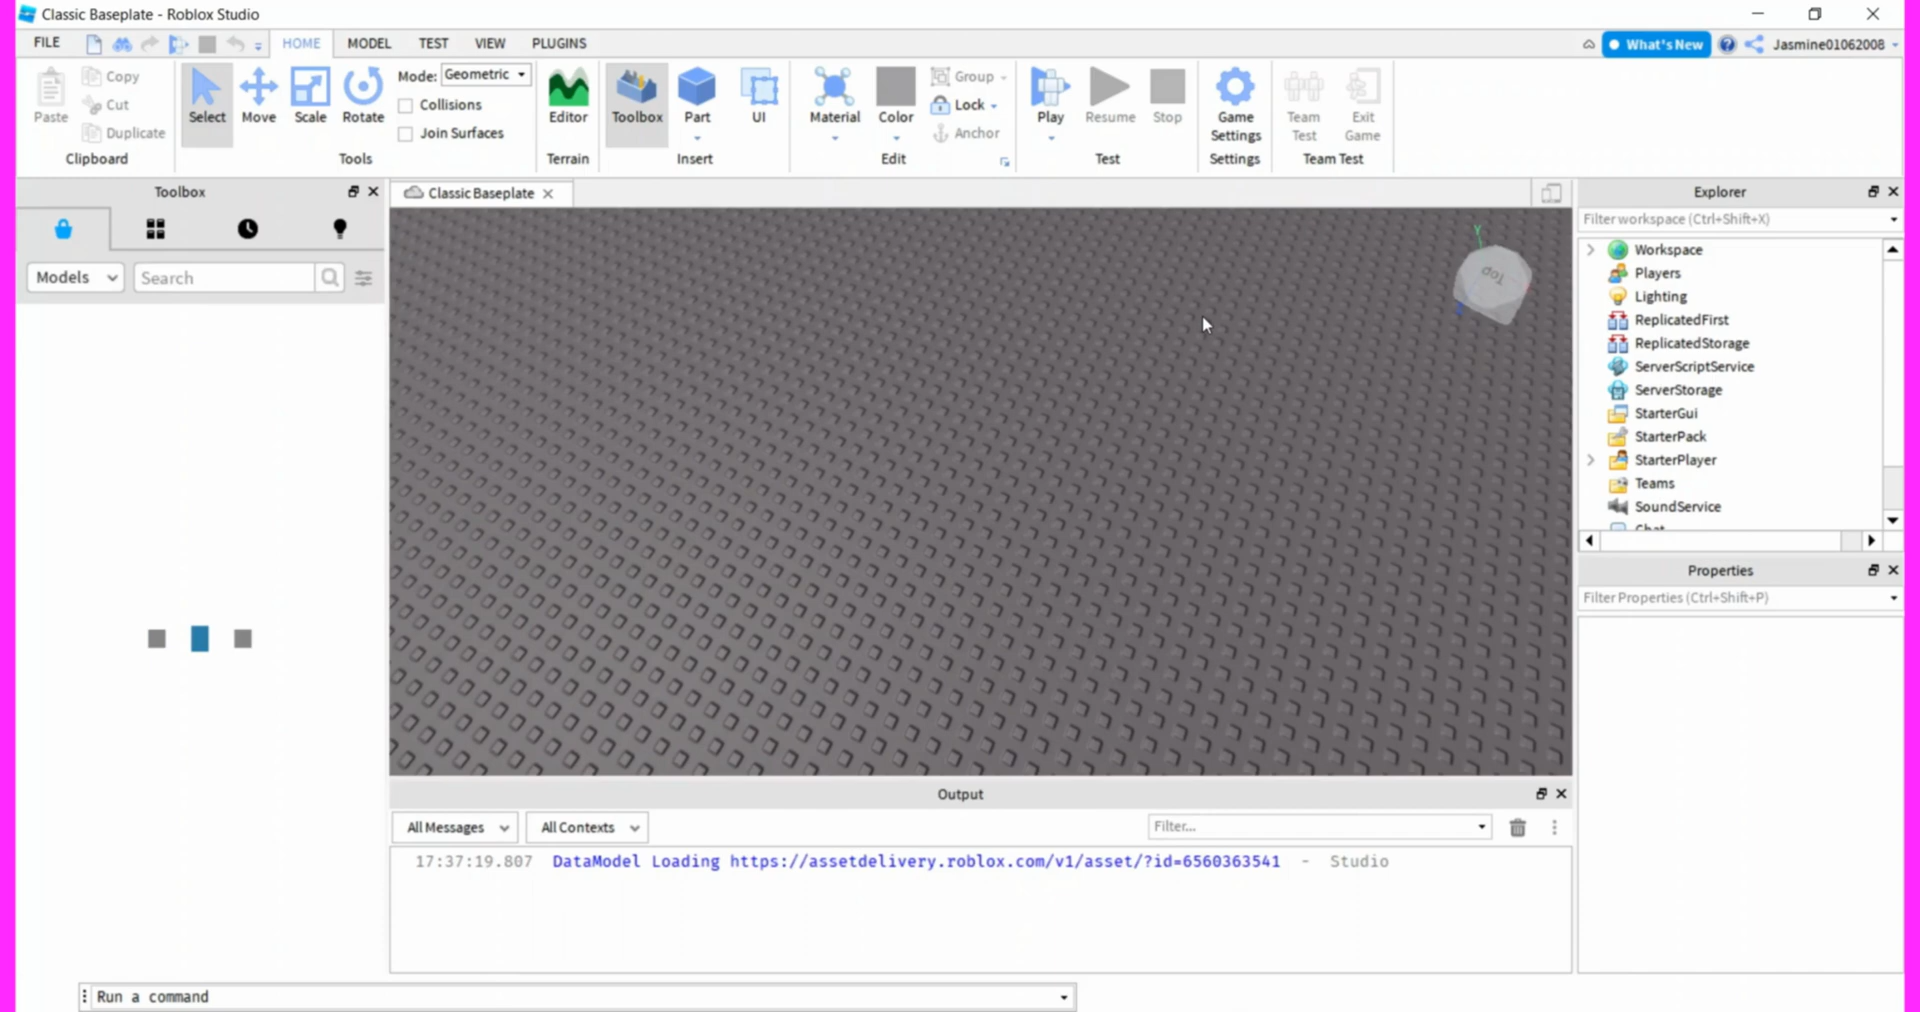 Classic Baseplate - Roblox Studio
FILE HOME MODEL TEST VIEW PLUGINS What's New Jasmine01062008
Paste Copy Cut Duplicate
Clipboard
Select Move Scale Rotate
Mode: Geometric
Collisions
Join Surfaces
Tools
Editor
Terrain
Toolbox Part UI
Insert
Material Color Group Lock Anchor
Edit
Play Resume Stop
Test
Game Settings
Settings
Team Test Exit Game
Team Test
Toolbox
Models Search
Classic Baseplate
Y
Top
Explorer
Filter workspace (Ctrl+Shift+X)
Workspace
Players
Lighting
ReplicatedFirst
ReplicatedStorage
ServerScriptService
ServerStorage
StarterGui
StarterPack
StarterPlayer
Teams
SoundService
Chat
Properties
Filter Properties (Ctrl+Shift+P)
Output
All Messages All Contexts Filter...
17:37:19.807 DataModel Loading https://assetdelivery.roblox.com/v1/asset/?id=6560363541 - Studio
Run a command